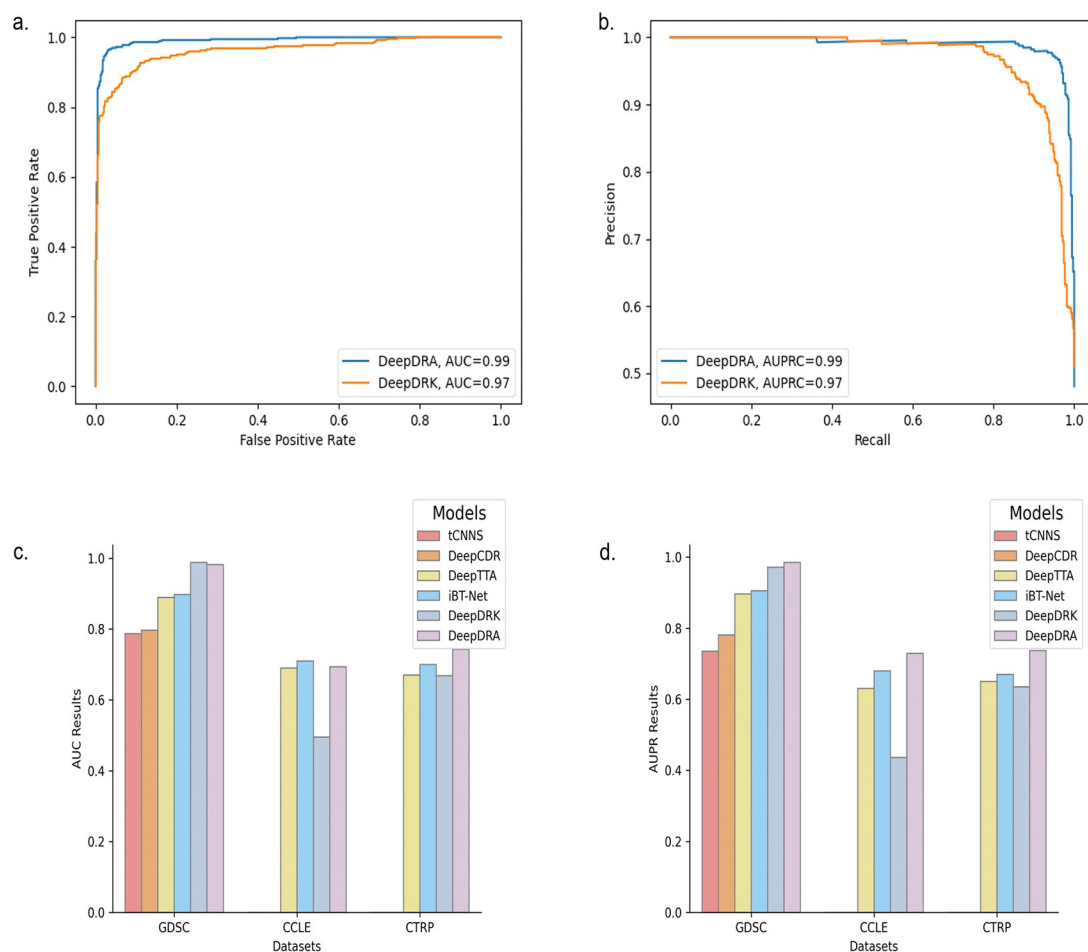 a.
1.0
0.8
0.6
0.4
0.2
0.0
True Positive Rate
DeepDRA, AUC=0.99
DeepDRK, AUC=0.97
0.0 0.2 0.4 0.6 0.8 1.0
False Positive Rate
b.
1.0
0.9
0.8
0.7
0.6
0.5
Precision
DeepDRA, AUPRC=0.99
DeepDRK, AUPRC=0.97
0.0 0.2 0.4 0.6 0.8 1.0
Recall
c.
Models
tCNNS
DeepCDR
DeepTTA
iBT-Net
DeepDRK
DeepDRA
1.0
0.8
0.6
0.4
0.2
0.0
AUC Results
GDSC CCLE CTRP
Datasets
d.
Models
tCNNS
DeepCDR
DeepTTA
iBT-Net
DeepDRK
DeepDRA
1.0
0.8
0.6
0.4
0.2
0.0
AUPR Results
GDSC CCLE CTRP
Datasets